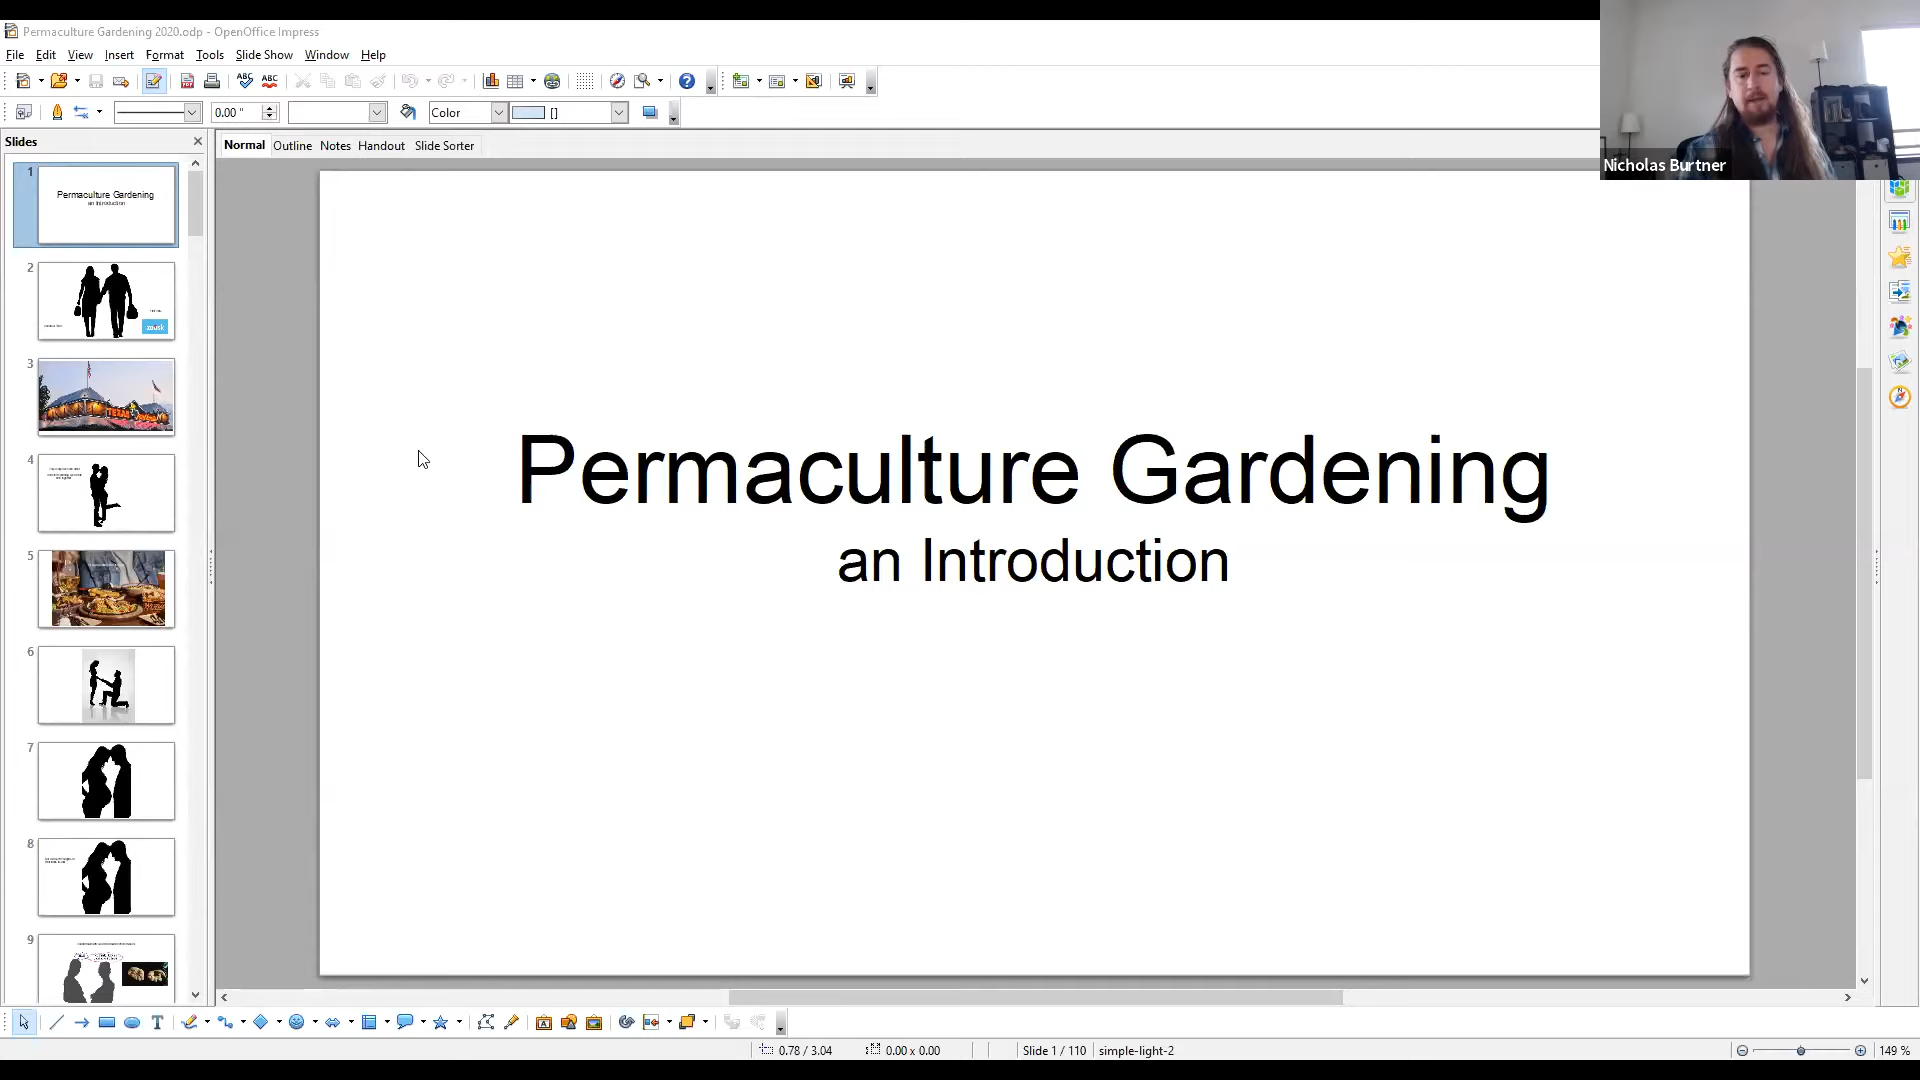 Permaculture Gardening 2020.odp - OpenOffice Impress
File Edit View Insert Format Tools Slide Show Window Help
0.00 "
Color
[]
Nicholas Burtner
Slides
Normal Outline Notes Handout Slide Sorter
1
Permaculture Gardening
an Introduction
2
zoosk
3
TEXAS
4
5
6
7
8
9
Permaculture Gardening
an Introduction
0.78 / 3.04
0.00 x 0.00
Slide 1 / 110
simple-light-2
149 %